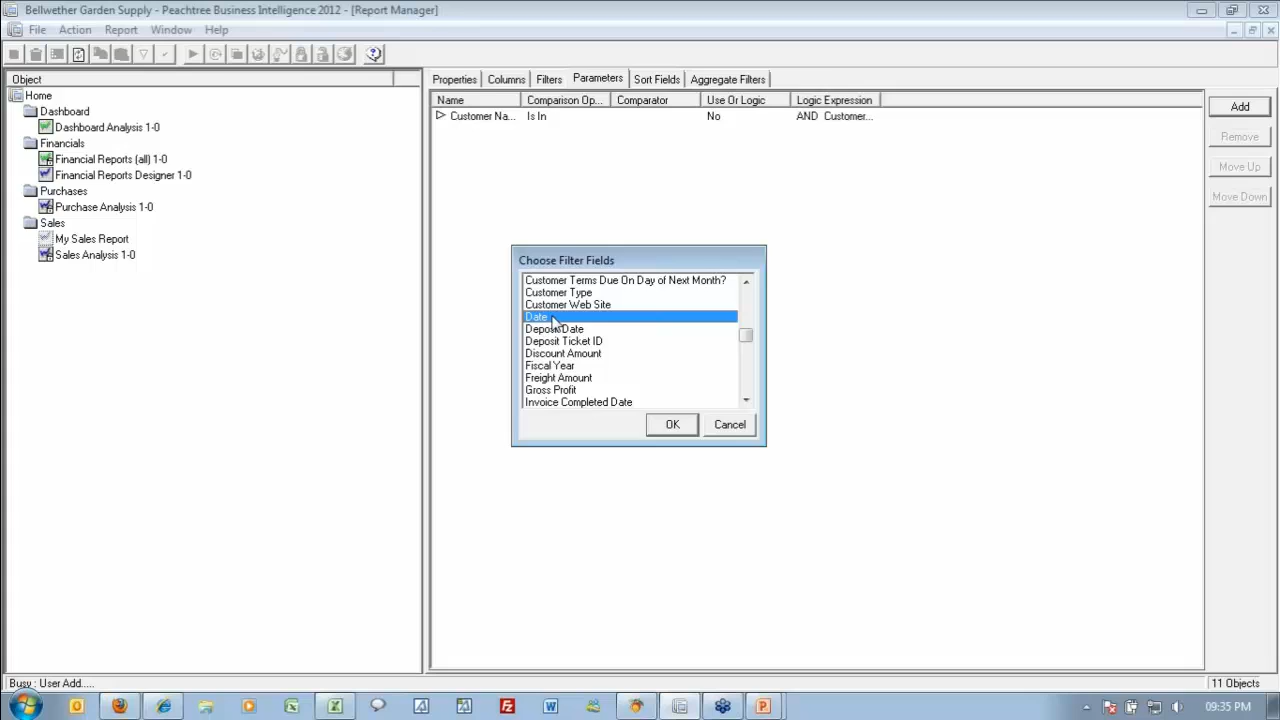 Bellwether Garden Supply - Peachtree Business Intelligence 2012 - [Report Manager]
File Action Report Window Help
Object
Home
Dashboard
Dashboard Analysis 1-0
Financials
Financial Reports (all) 1-0
Financial Reports Designer 1-0
Purchases
Purchase Analysis 1-0
Sales
My Sales Report
Sales Analysis 1-0
Properties Columns Filters Parameters Sort Fields Aggregate Filters
Name Comparison Op... Comparator Use Or Logic Logic Expression
Customer Na... Is In No AND Customer...
Add
Remove
Move Up
Move Down
Choose Filter Fields
Customer Terms Due On Day of Next Month?
Customer Type
Customer Web Site
Date
Deposit Date
Deposit Ticket ID
Discount Amount
Fiscal Year
Freight Amount
Gross Profit
Invoice Completed Date
OK Cancel
Busy : User Add.... 11 Objects
09:35 PM